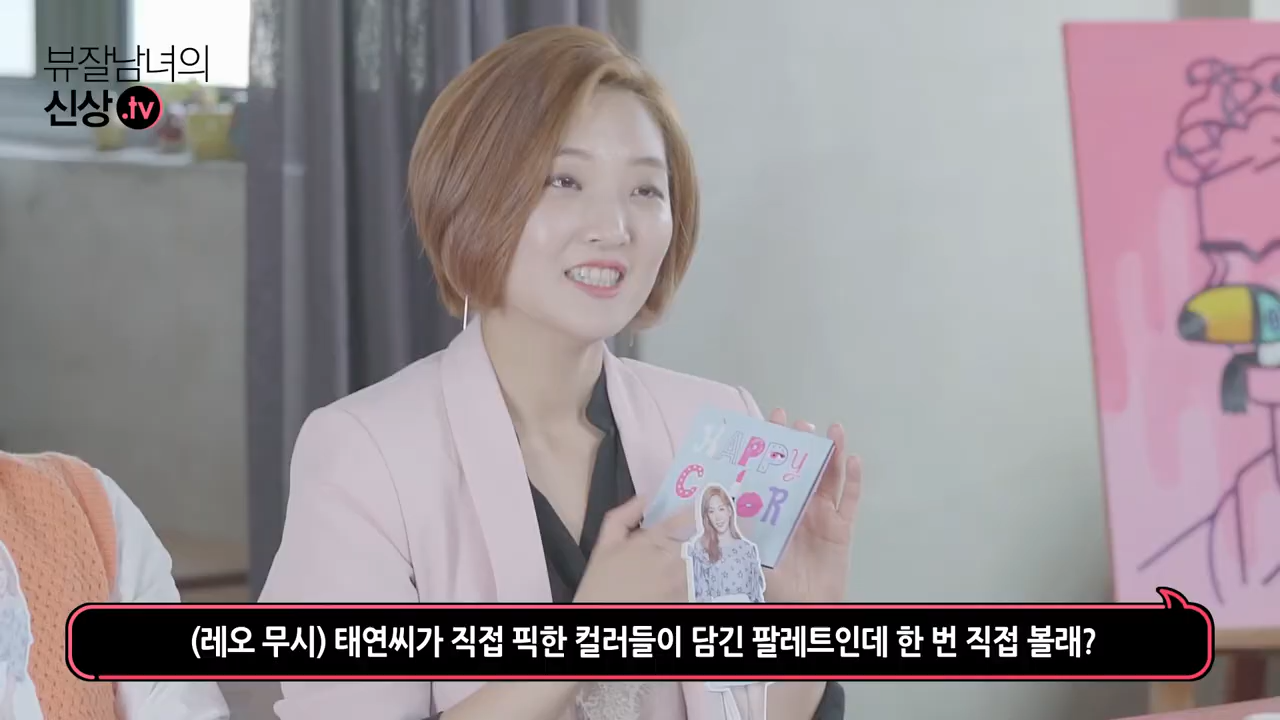 뷰잘남녀의
신상.tv
HAPPY
COLOR
(레오 무시) 태연씨가 직접 픽한 컬러들이 담긴 팔레트인데 한 번 직접 볼래?